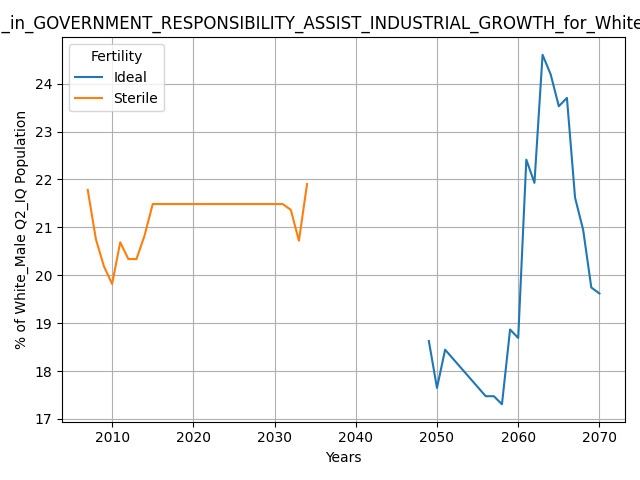 _in_GOVERNMENT_RESPONSIBILITY_ASSIST_INDUSTRIAL_GROWTH_for_White
Fertility
Ideal
Sterile
% of White_Male Q2_IQ Population
24
23
22
21
20
19
18
17
2010 2020 2030 2040 2050 2060 2070
Years